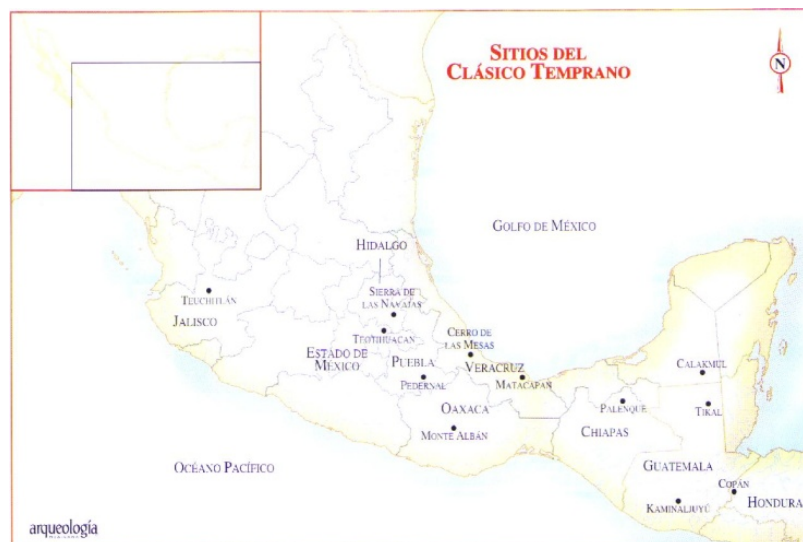 SITIOS DEL
CLÁSICO TEMPRANO
N
GOLFO DE MÉXICO
HIDALGO
SIERRA DE
LAS NAVAJAS
TEUCHITLÁN
JALISCO
TEOTIHUACAN
CERRO DE
LAS MESAS
ESTADO DE
MÉXICO
PUEBLA
VERACRUZ
PEDERNAL
MATACAPAN
CALAKMUL
OAXACA
PALENQUE
TIKAL
MONTE ALBÁN
CHIAPAS
OCÉANO PACÍFICO
GUATEMALA
COPÁN
KAMINALJUYÚ
HONDURA
arqueología